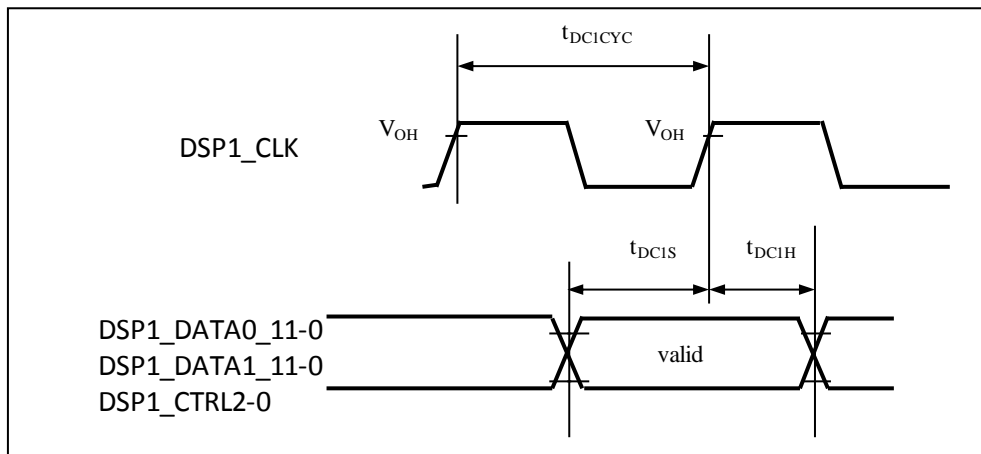 tDC1CYC
VOH VOH
DSP1_CLK
tDC1S tDC1H
DSP1_DATA0_11-0
valid
DSP1_DATA1_11-0
DSP1_CTRL2-0